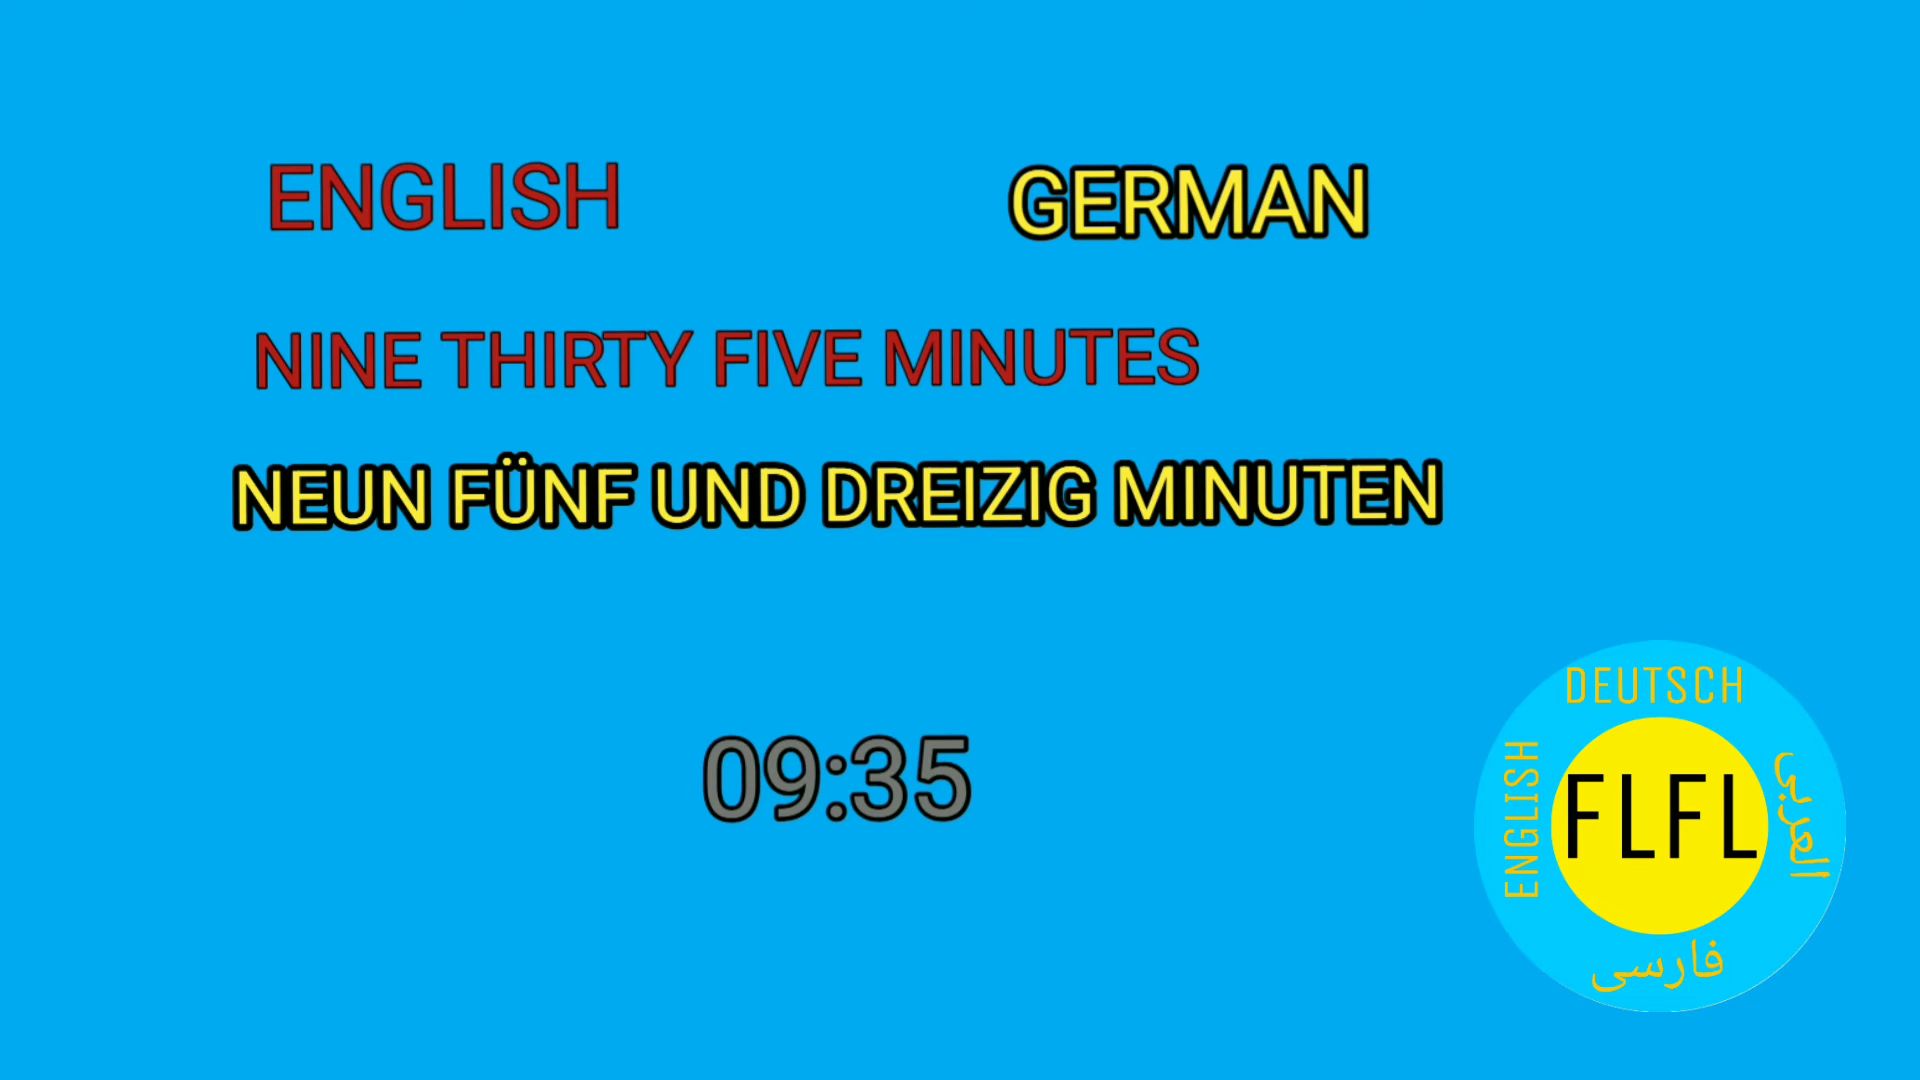 ENGLISH GERMAN
NINE THIRTY FIVE MINUTES
NEUN FÜNF UND DREIZIG MINUTEN
09:35
DEUTSCH
ENGLISH
FLFL
العربی
فارسی